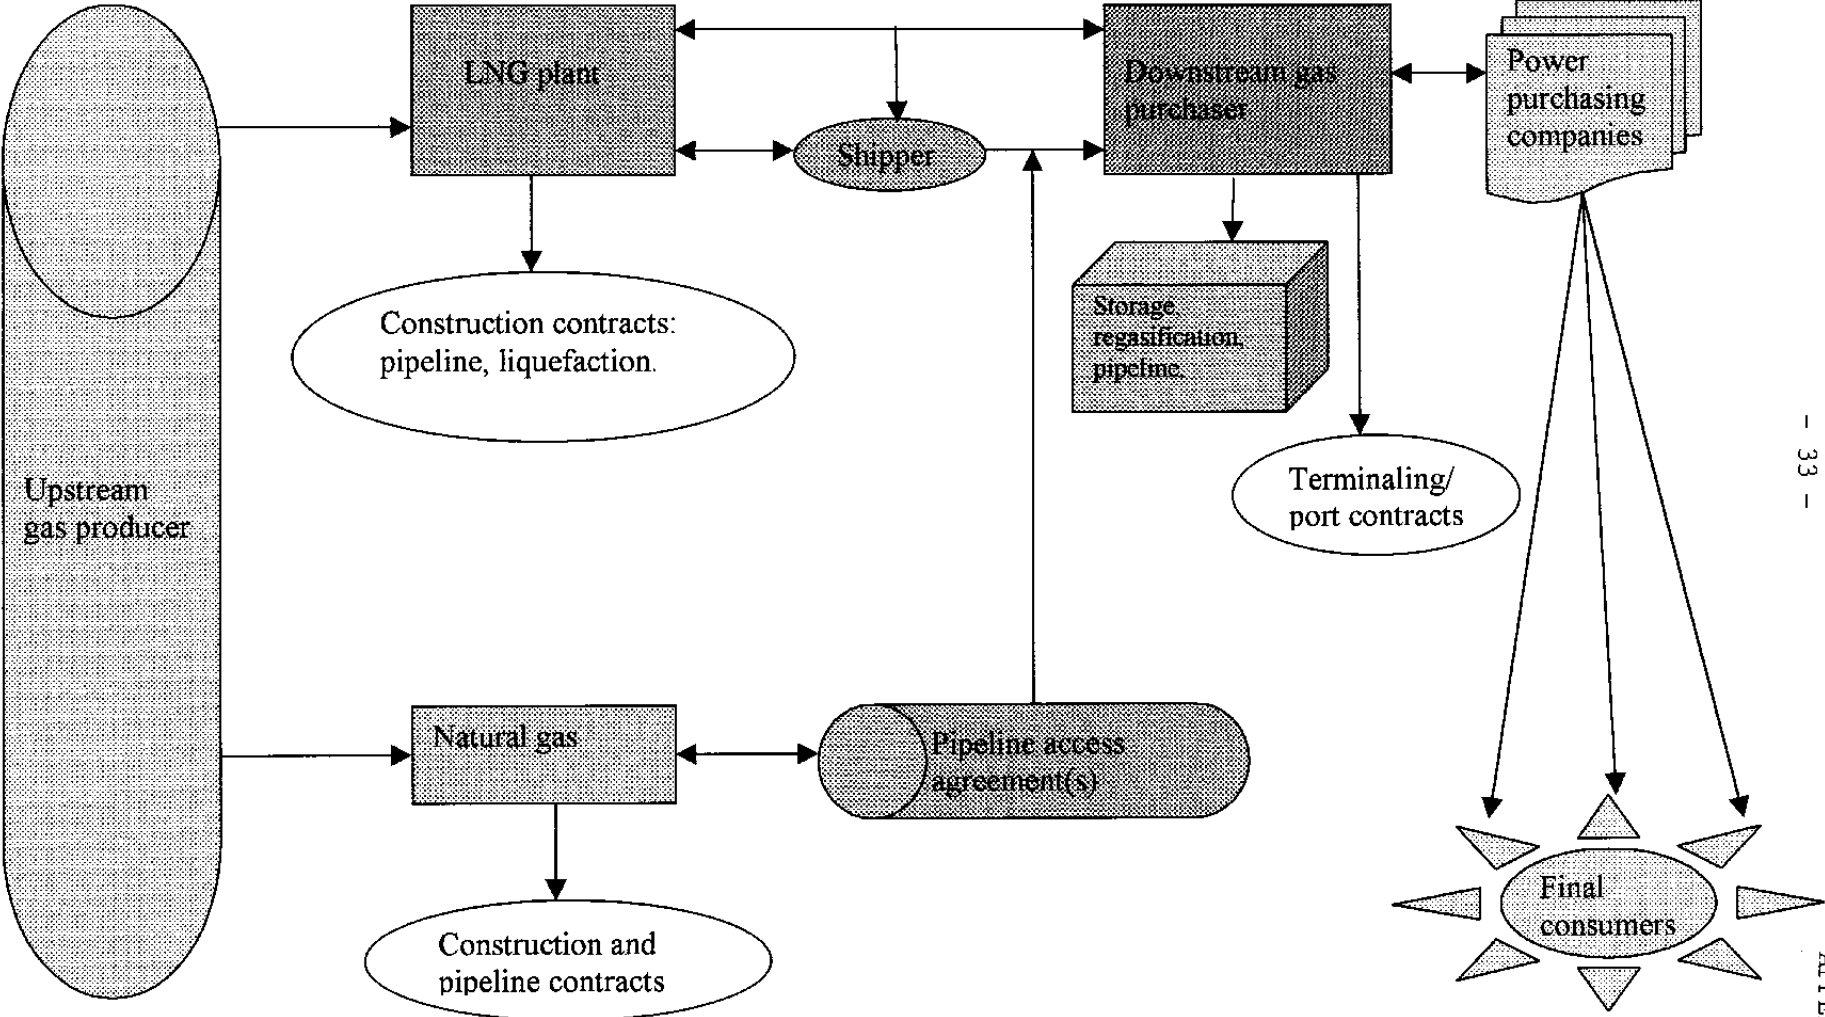 LNG plant
Downstream gas
purchaser
Power
purchasing
companies
Shipper
Construction contracts:
pipeline, liquefaction.
Storage,
regasification,
pipeline,
Upstream
gas producer
Terminaling/
port contracts
- 33 -
Natural gas
Pipeline access
agreement(s)
Construction and
pipeline contracts
Final
consumers